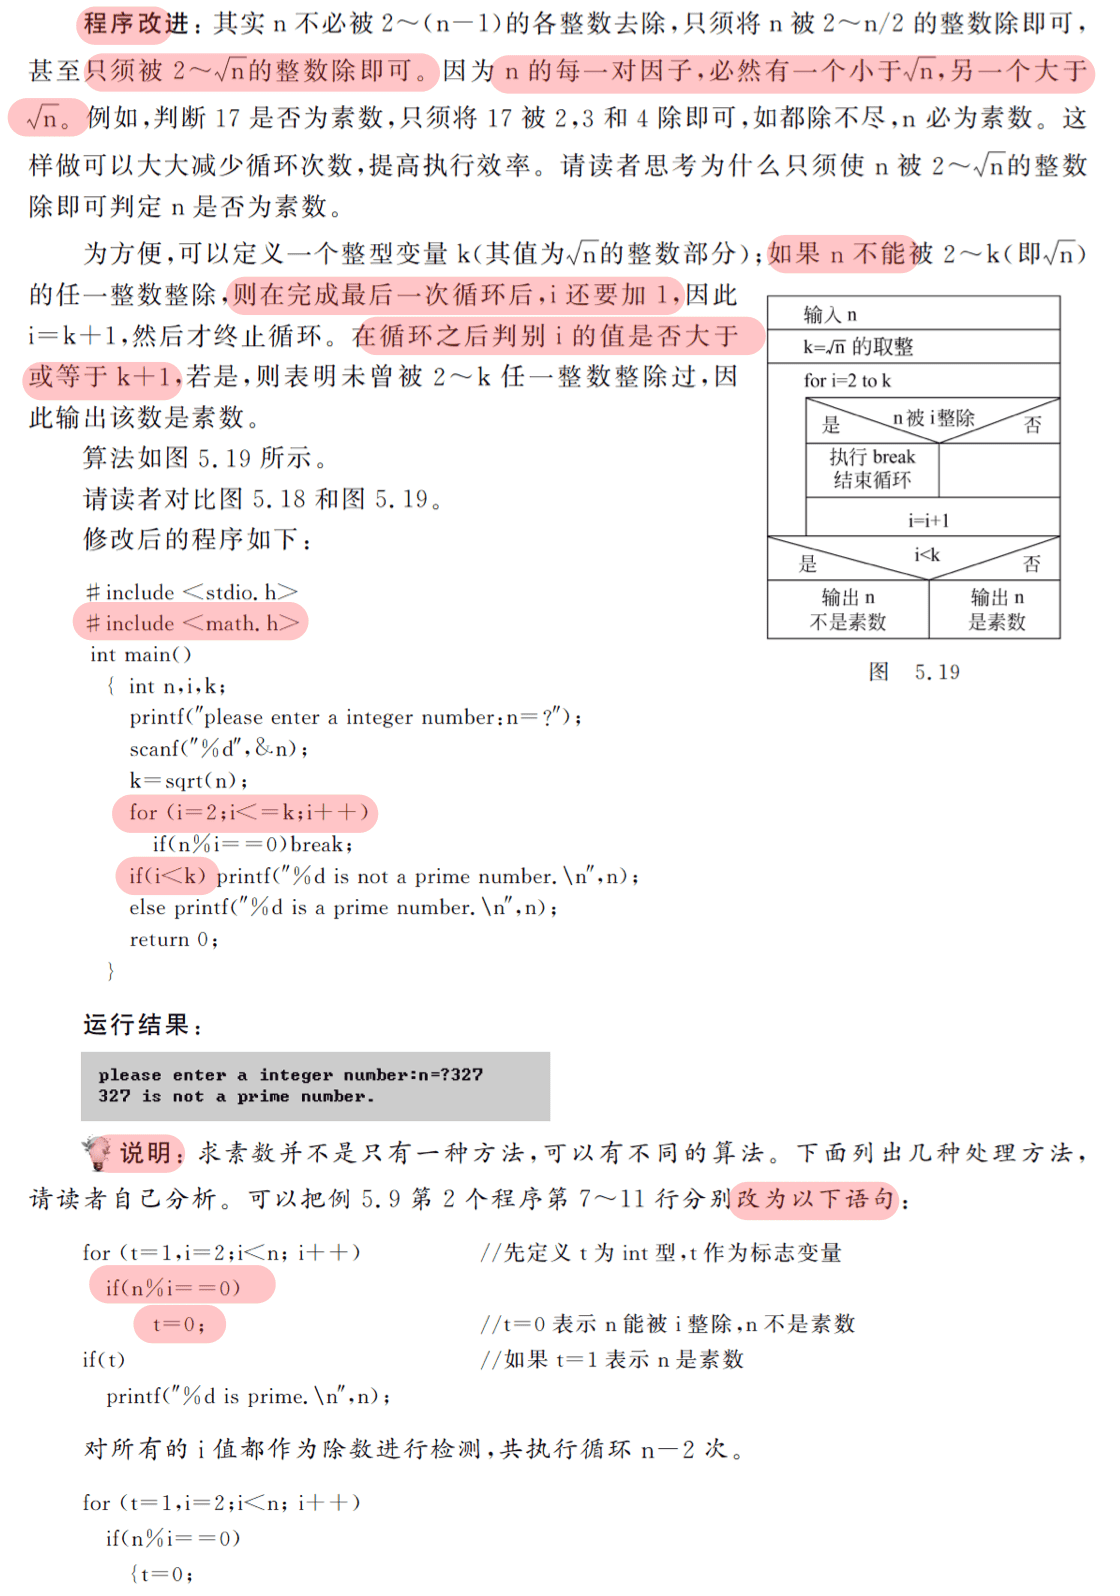 程序改进：其实 n 不必被 2～(n－1)的各整数去除，只须将 n 被 2～n/2 的整数除即可，
甚至只须被 2～√n的整数除即可。因为 n 的每一对因子，必然有一个小于√n，另一个大于
√n。例如，判断 17 是否为素数，只须将 17 被 2，3 和 4 除即可，如都除不尽，n 必为素数。这
样做可以大大减少循环次数，提高执行效率。请读者思考为什么只须使 n 被 2～√n的整数
除即可判定 n 是否为素数。
为方便，可以定义一个整型变量 k(其值为√n的整数部分)；如果 n 不能被 2～k(即√n)
的任一整数整除，则在完成最后一次循环后，i 还要加 1，因此
i＝k＋1，然后才终止循环。在循环之后判别 i 的值是否大于
或等于 k＋1，若是，则表明未曾被 2～k 任一整数整除过，因
此输出该数是素数。
算法如图 5.19 所示。
请读者对比图 5.18 和图 5.19。
修改后的程序如下：
输入 n
k=√n 的取整
for i=2 to k
n 被 i 整除
是 否
执行 break
结束循环
i=i+1
i<k
是 否
输出 n
不是素数
输出 n
是素数
图 5.19
#include <stdio.h>
#include <math.h>
int main()
{ int n,i,k;
printf("please enter a integer number:n=?");
scanf("%d",&n);
k=sqrt(n);
for (i=2;i<=k;i++)
if(n%i==0)break;
if(i<k) printf("%d is not a prime number.\n",n);
else printf("%d is a prime number.\n",n);
return 0;
}
运行结果：
please enter a integer number:n=?327
327 is not a prime number.
说明：求素数并不是只有一种方法，可以有不同的算法。下面列出几种处理方法，
请读者自己分析。可以把例 5.9 第 2 个程序第 7～11 行分别改为以下语句：
for (t=1,i=2;i<n; i++) //先定义 t 为 int 型,t 作为标志变量
if(n%i==0)
t=0; //t=0 表示 n 能被 i 整除,n 不是素数
if(t) //如果 t=1 表示 n 是素数
printf("%d is prime.\n",n);
对所有的 i 值都作为除数进行检测，共执行循环 n－2 次。
for (t=1,i=2;i<n; i++)
if(n%i==0)
{t=0;